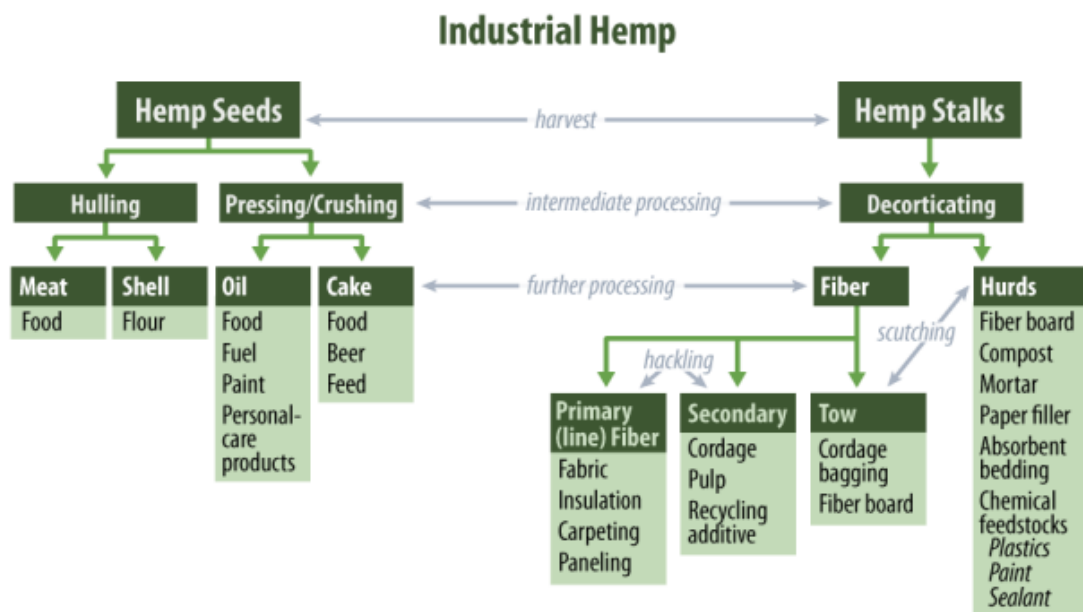 Industrial Hemp
Hemp Seeds
harvest
Hemp Stalks
Hulling
Pressing/Crushing
intermediate processing
Decorticating
Meat
Food
Shell
Flour
Oil
Food
Fuel
Paint
Personal-
care
products
Cake
Food
Beer
Feed
further processing
Fiber
Hurds
Fiber board
Compost
Mortar
Paper filler
Absorbent
bedding
Chemical
feedstocks
Plastics
Paint
Sealant
scutching
hackling
Primary
(line) Fiber
Fabric
Insulation
Carpeting
Paneling
Secondary
Cordage
Pulp
Recycling
additive
Tow
Cordage
bagging
Fiber board